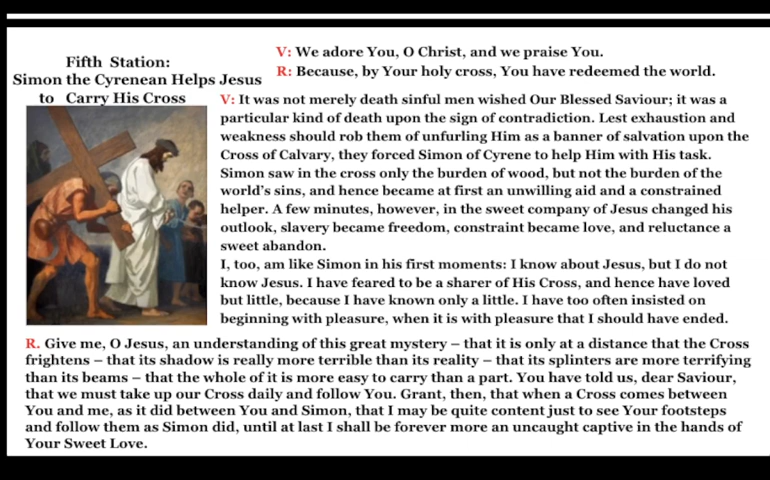 Fifth Station:
Simon the Cyrenean Helps Jesus
to Carry His Cross
V: We adore You, O Christ, and we praise You.
R: Because, by Your holy cross, You have redeemed the world.
V: It was not merely death sinful men wished Our Blessed Saviour; it was a
particular kind of death upon the sign of contradiction. Lest exhaustion and
weakness should rob them of unfurling Him as a banner of salvation upon the
Cross of Calvary, they forced Simon of Cyrene to help Him with His task.
Simon saw in the cross only the burden of wood, but not the burden of the
world's sins, and hence became at first an unwilling aid and a constrained
helper. A few minutes, however, in the sweet company of Jesus changed his
outlook, slavery became freedom, constraint became love, and reluctance a
sweet abandon.
I, too, am like Simon in his first moments: I know about Jesus, but I do not
know Jesus. I have feared to be a sharer of His Cross, and hence have loved
but little, because I have known only a little. I have too often insisted on
beginning with pleasure, when it is with pleasure that I should have ended.
R. Give me, O Jesus, an understanding of this great mystery – that it is only at a distance that the Cross
frightens – that its shadow is really more terrible than its reality – that its splinters are more terrifying
than its beams – that the whole of it is more easy to carry than a part. You have told us, dear Saviour,
that we must take up our Cross daily and follow You. Grant, then, that when a Cross comes between
You and me, as it did between You and Simon, that I may be quite content just to see Your footsteps
and follow them as Simon did, until at last I shall be forever more an uncaught captive in the hands of
Your Sweet Love.